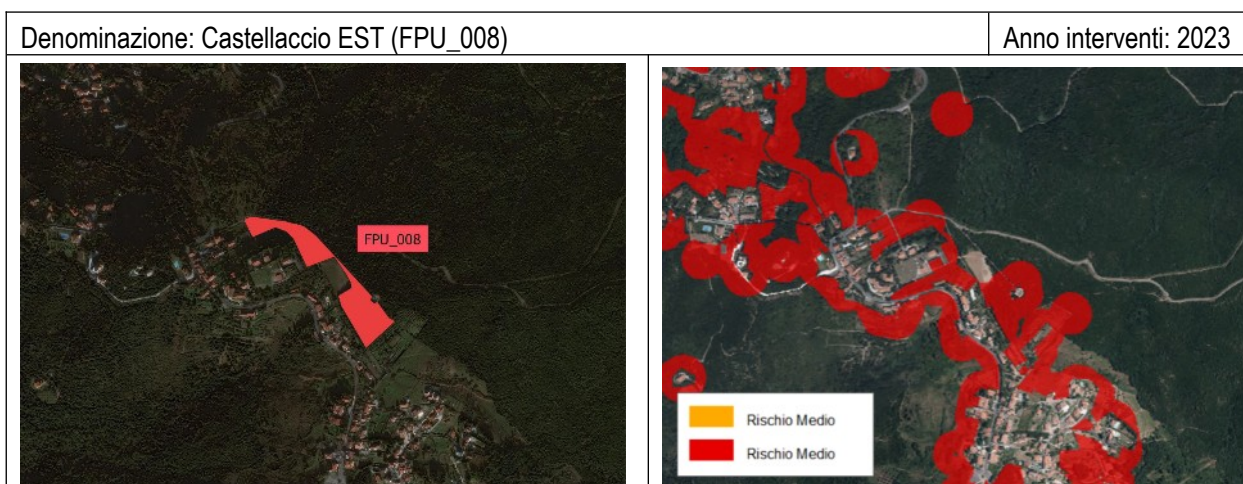 Denominazione: Castellaccio EST (FPU_008)
Anno interventi: 2023
FPU_008
Rischio Medio
Rischio Medio